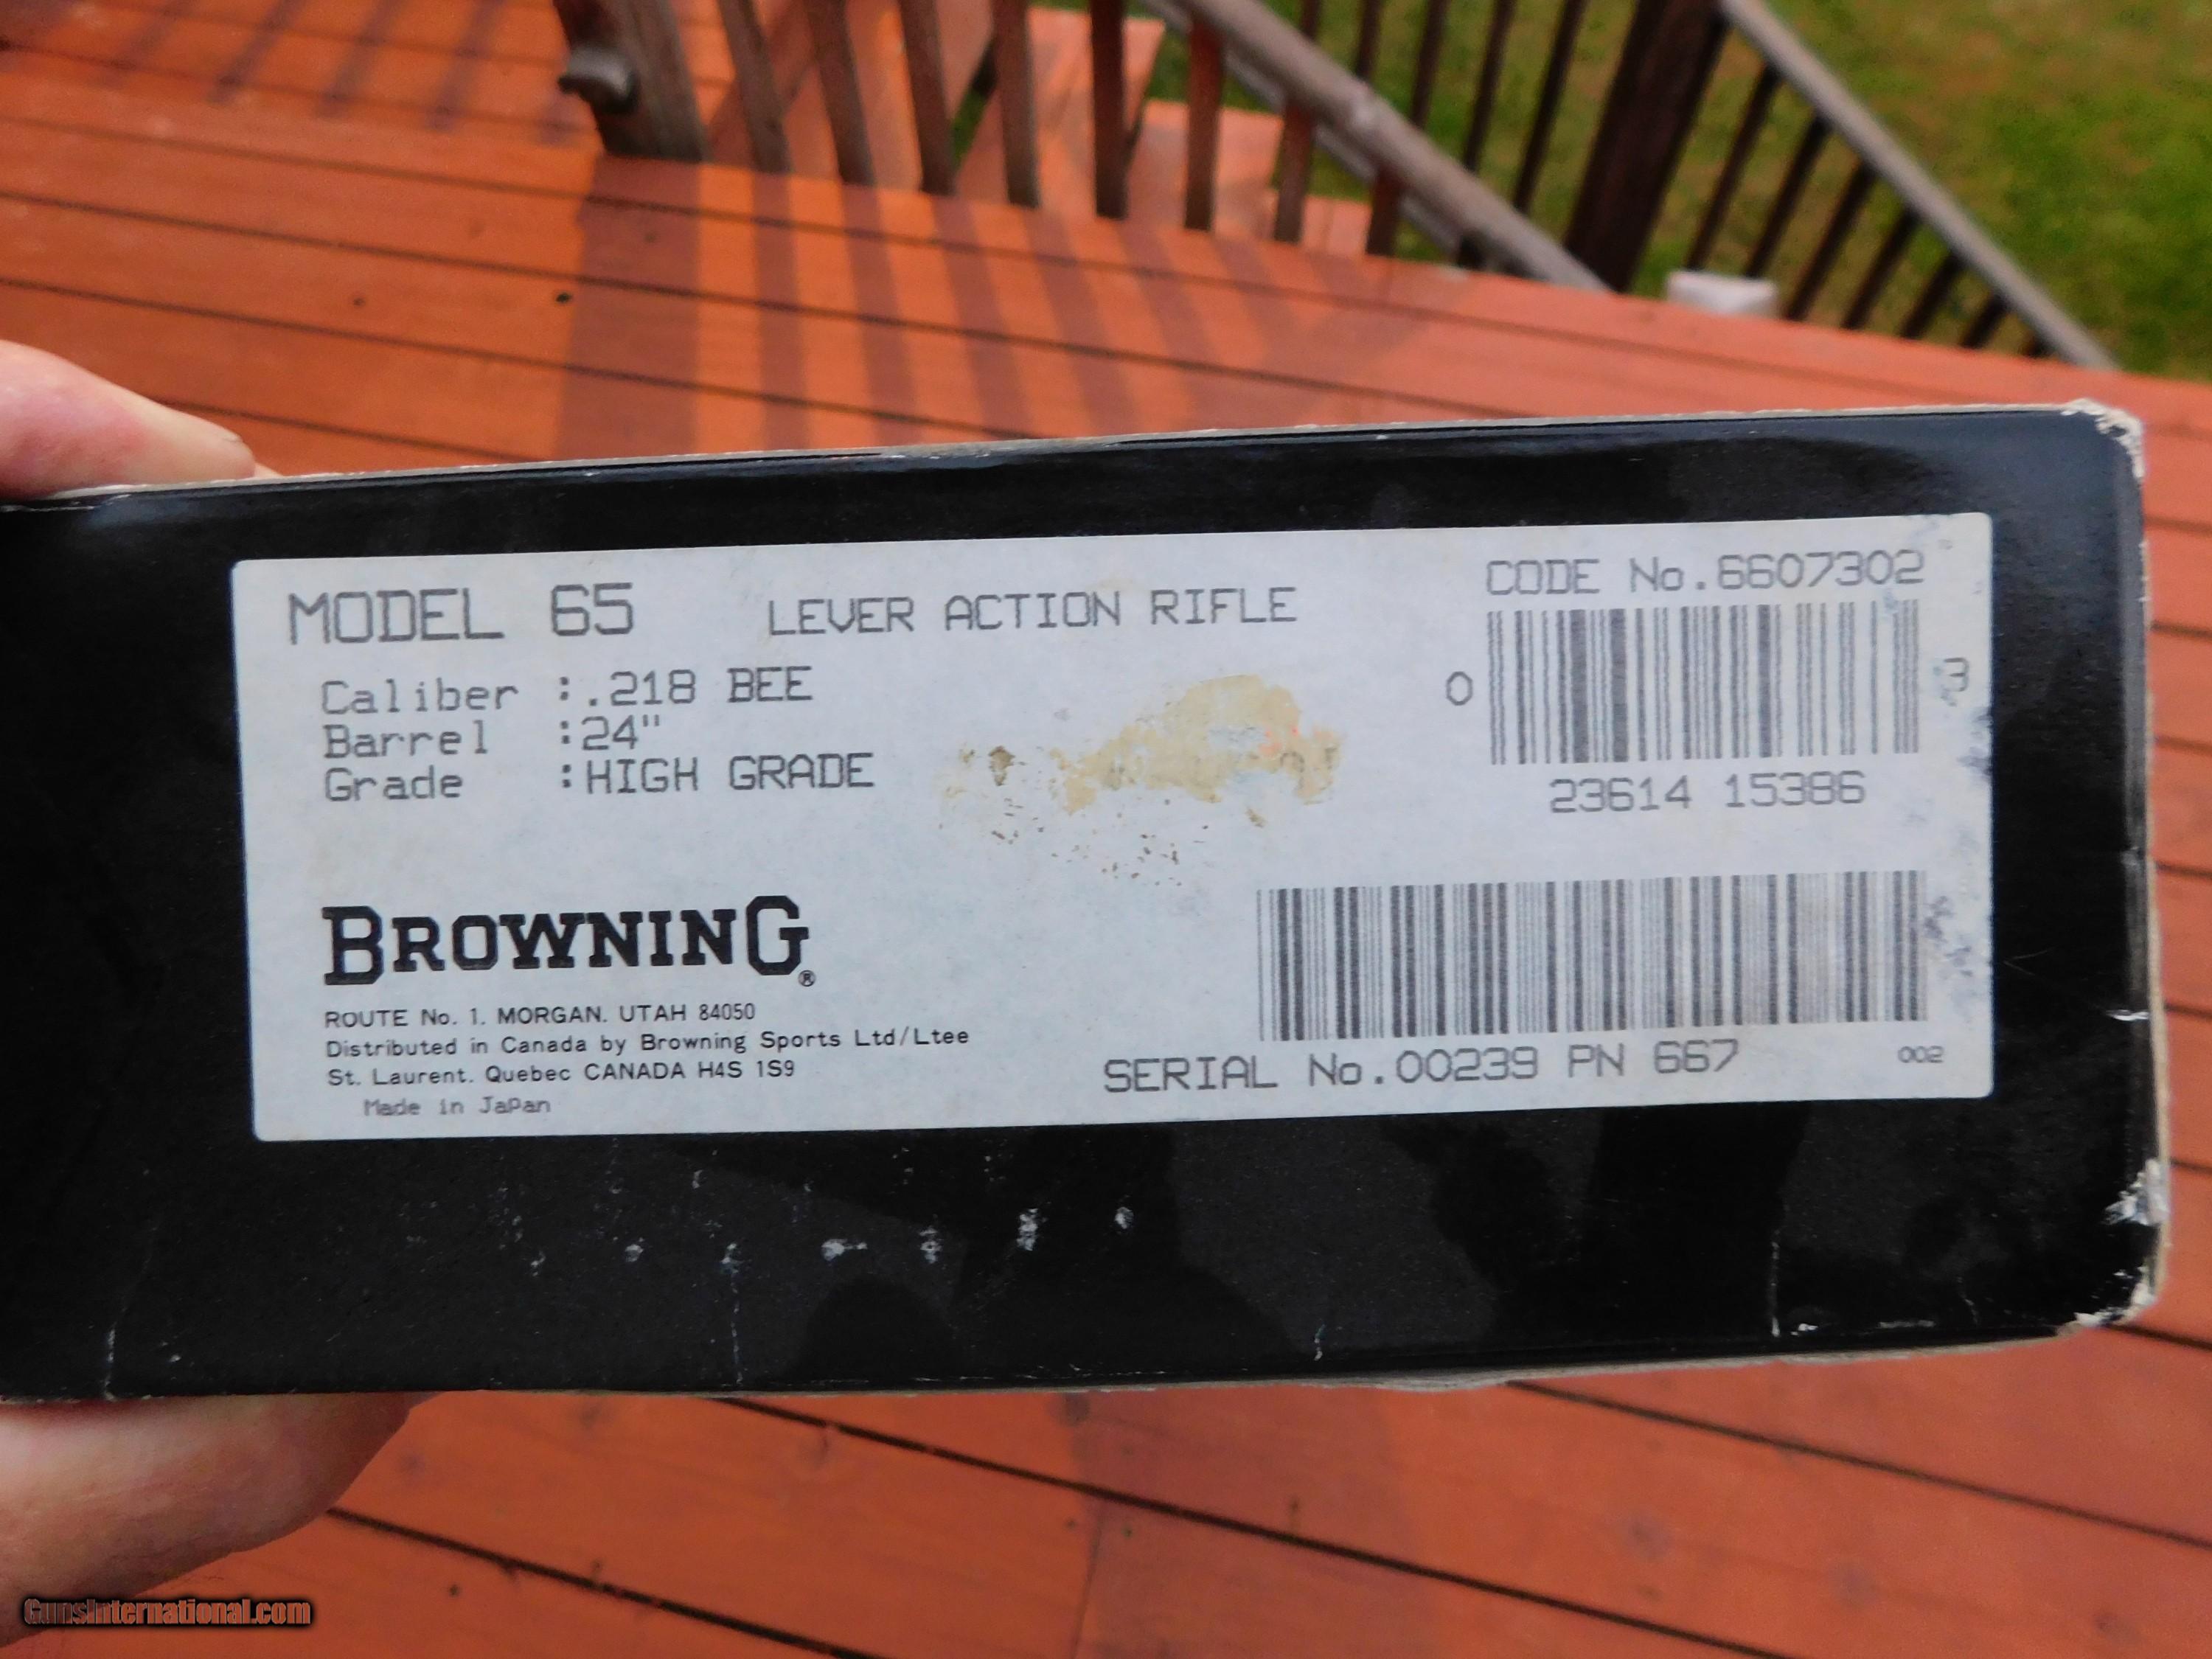 MODEL 65 LEVER ACTION RIFLE
CODE No.6607302
Caliber :.218 BEE
Barrel :24"
Grade :HIGH GRADE
0 3
23614 15386
BROWNING®
ROUTE No. 1. MORGAN. UTAH 84050
Distributed in Canada by Browning Sports Ltd/Ltee
St. Laurent. Quebec CANADA H4S 1S9
Made in JaPan
SERIAL No.00239 PN 667
002
GunsInternational.com